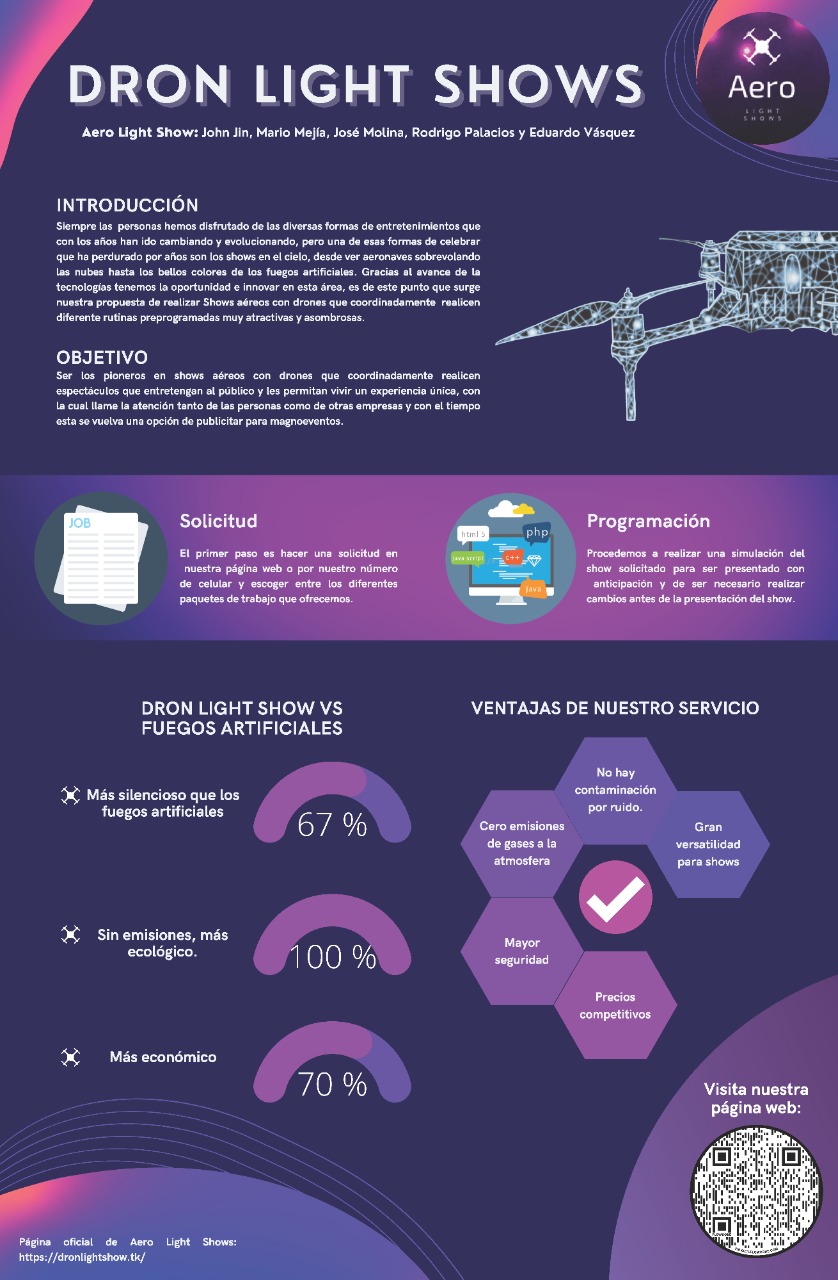 DRON LIGHT SHOWS
Aero
LIGHT
SHOWS
Aero Light Show: John Jin, Mario Mejía, José Molina, Rodrigo Palacios y Eduardo Vásquez
INTRODUCCIÓN
Siempre las personas hemos disfrutado de las diversas formas de entretenimientos que
con los años han ido cambiando y evolucionando, pero una de esas formas de celebrar
que ha perdurado por años son los shows en el cielo, desde ver aeronaves sobrevolando
las nubes hasta los bellos colores de los fuegos artificiales. Gracias al avance de la
tecnologías tenemos la oportunidad e innovar en esta área, es de este punto que surge
nuestra propuesta de realizar Shows aéreos con drones que coordinadamente realicen
diferente rutinas preprogramadas muy atractivas y asombrosas.
OBJETIVO
Ser los pioneros en shows aéreos con drones que coordinadamente realicen
espectáculos que entretengan al público y les permitan vivir un experiencia única, con
la cual llame la atención tanto de las personas como de otras empresas y con el tiempo
esta se vuelva una opción de publicitar para magnoeventos.
JOB
Solicitud
El primer paso es hacer una solicitud en
nuestra página web o por nuestro número
de celular y escoger entre los diferentes
paquetes de trabajo que ofrecemos.
html 5
php
java script
c++
java
Programación
Procedemos a realizar una simulación del
show solicitado para ser presentado con
anticipación y de ser necesario realizar
cambios antes de la presentación del show.
DRON LIGHT SHOW VS
FUEGOS ARTIFICIALES
Más silencioso que los
fuegos artificiales
67 %
Sin emisiones, más
ecológico.
100 %
Más económico
70 %
VENTAJAS DE NUESTRO SERVICIO
No hay
contaminación
por ruido.
Cero emisiones
de gases a la
atmosfera
Gran
versatilidad
para shows
Mayor
seguridad
Precios
competitivos
Visita nuestra
página web:
Página oficial de Aero Light Shows:
https://dronlightshow.tk/